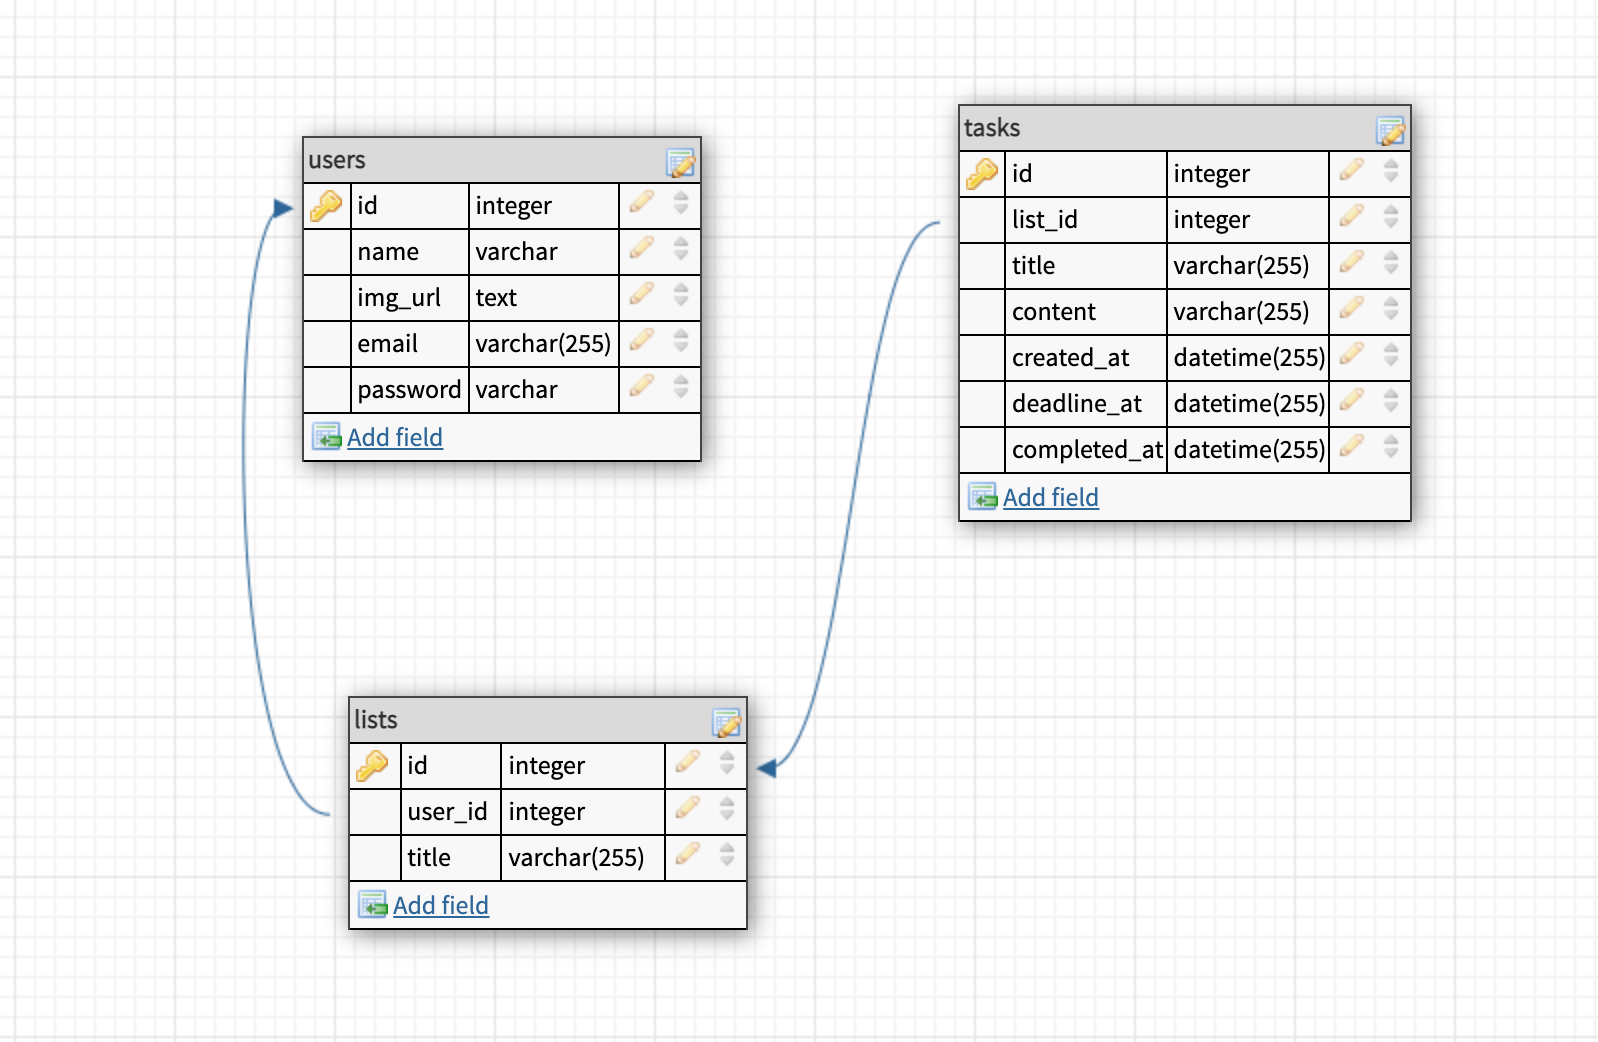 users
id integer
name varchar
img_url text
email varchar(255)
password varchar
Add field
tasks
id integer
list_id integer
title varchar(255)
content varchar(255)
created_at datetime(255)
deadline_at datetime(255)
completed_at datetime(255)
Add field
lists
id integer
user_id integer
title varchar(255)
Add field